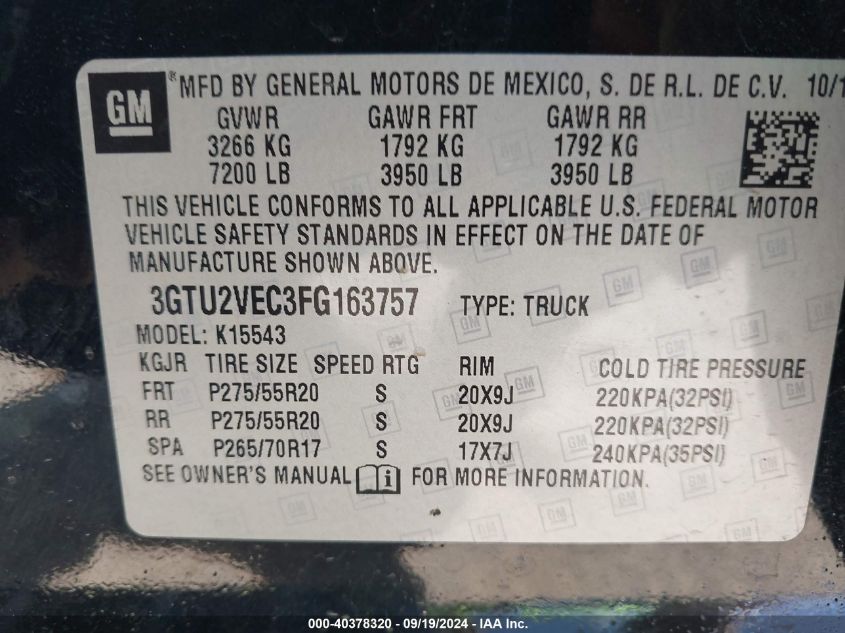 GM ® MFD BY GENERAL MOTORS DE MEXICO, S. DE R.L. DE C.V. 10/1
GVWR GAWR FRT GAWR RR
3266 KG 1792 KG 1792 KG
7200 LB 3950 LB 3950 LB
THIS VEHICLE CONFORMS TO ALL APPLICABLE U.S. FEDERAL MOTOR
VEHICLE SAFETY STANDARDS IN EFFECT ON THE DATE OF
MANUFACTURE SHOWN ABOVE.
3GTU2VEC3FG163757 TYPE: TRUCK
MODEL: K15543
KGJR TIRE SIZE SPEED RTG RIM COLD TIRE PRESSURE
FRT P275/55R20 S 20X9J 220KPA(32PSI)
RR P275/55R20 S 20X9J 220KPA(32PSI)
SPA P265/70R17 S 17X7J 240KPA(35PSI)
SEE OWNER'S MANUAL i FOR MORE INFORMATION.
000-40378320 - 09/19/2024 - IAA Inc.